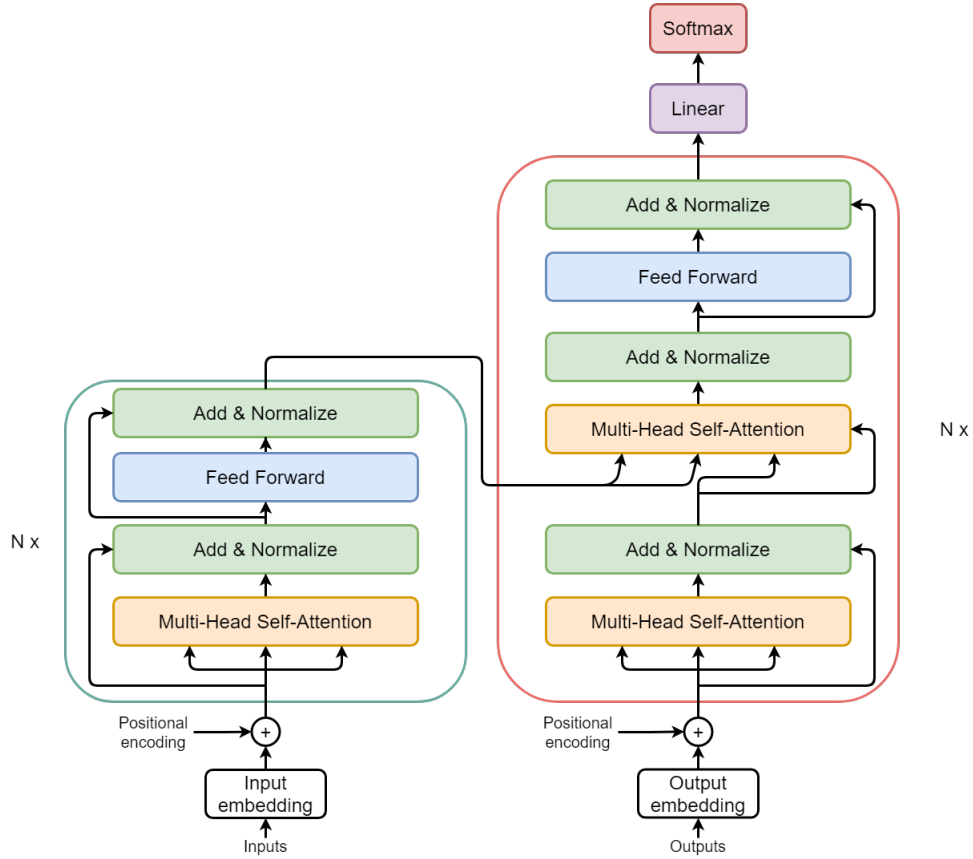 Softmax
Linear
Add & Normalize
Feed Forward
Add & Normalize
Multi-Head Self-Attention
N x
Add & Normalize
Multi-Head Self-Attention
Positional
encoding
+
Output
embedding
Outputs
Add & Normalize
Feed Forward
N x
Add & Normalize
Multi-Head Self-Attention
Positional
encoding
+
Input
embedding
Inputs